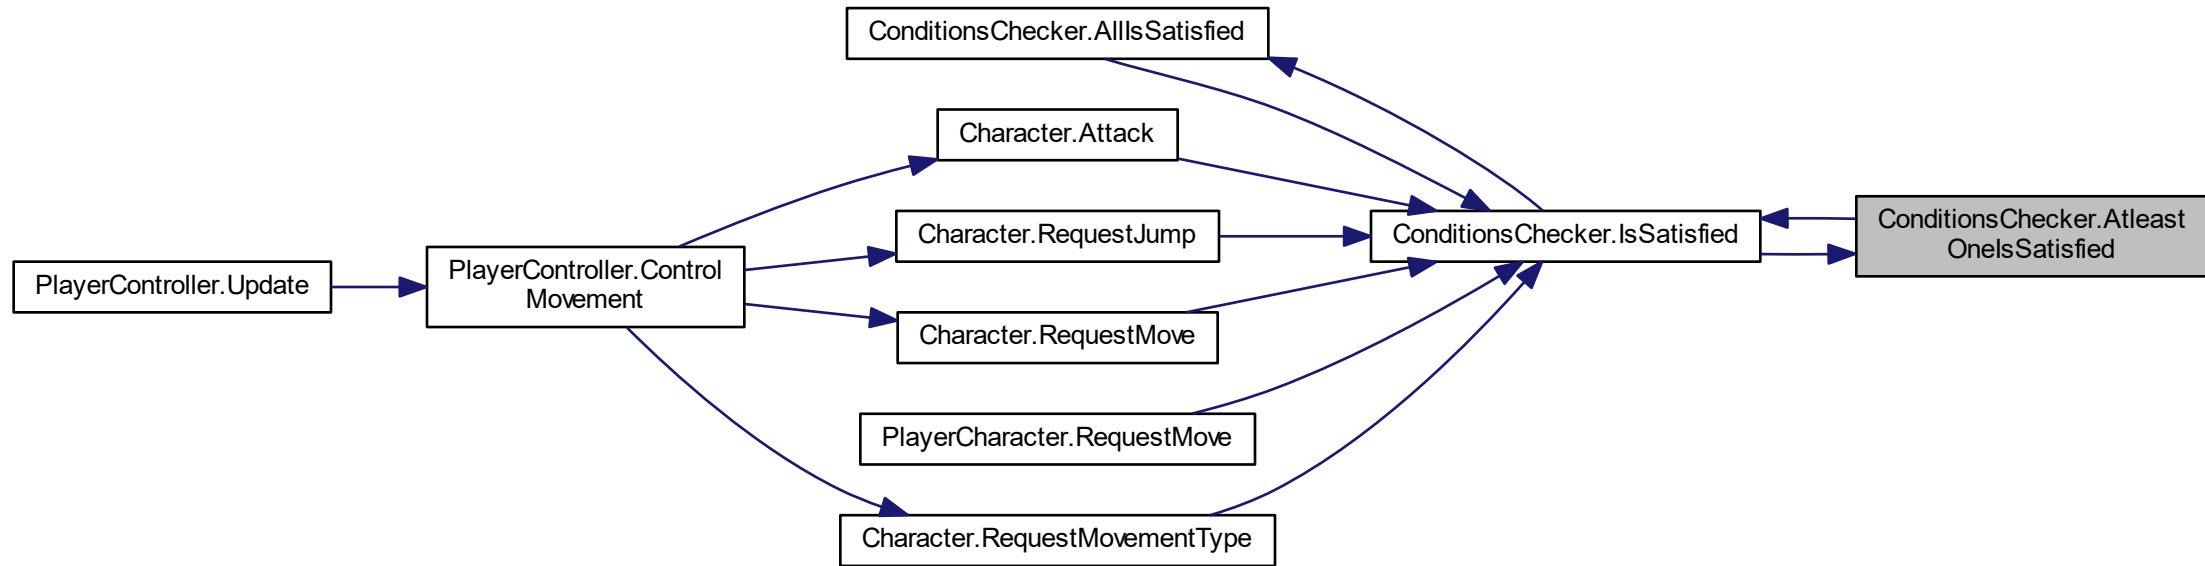 ConditionsChecker.AllIsSatisfied
Character.Attack
ConditionsChecker.Atleast
OneIsSatisfied
Character.RequestJump
ConditionsChecker.IsSatisfied
PlayerController.Control
Movement
PlayerController.Update
Character.RequestMove
PlayerCharacter.RequestMove
Character.RequestMovementType